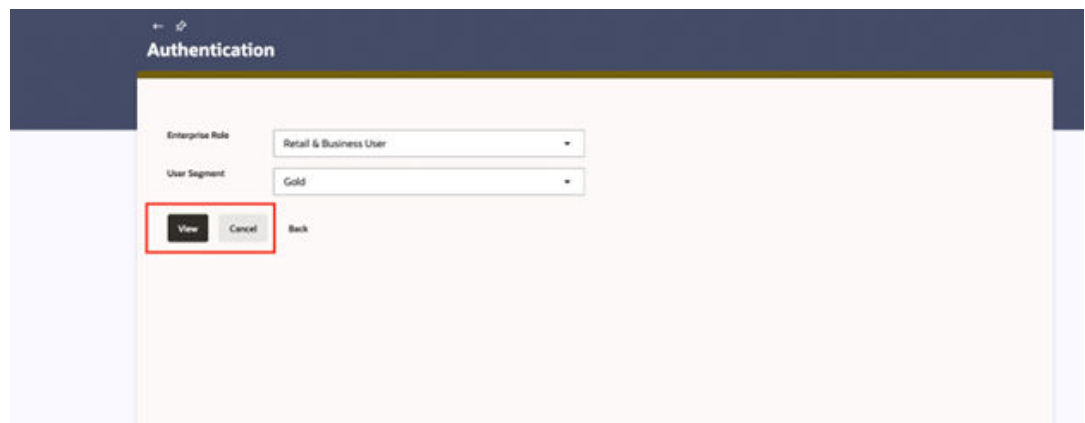 Authentication
Enterprise Role
Retail & Business User
User Segment
Gold
View Cancel Back